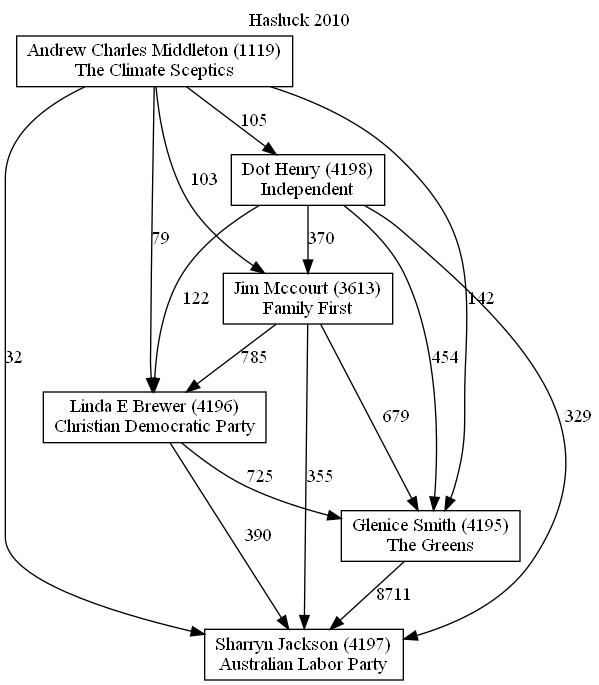 Hasluck 2010
Andrew Charles Middleton (1119)
The Climate Sceptics
105
Dot Henry (4198)
Independent
103
79
370
122
142
Jim Mccourt (3613)
Family First
32
785
454
329
Linda E Brewer (4196)
Christian Democratic Party
679
725
355
Glenice Smith (4195)
The Greens
390
8711
Sharryn Jackson (4197)
Australian Labor Party